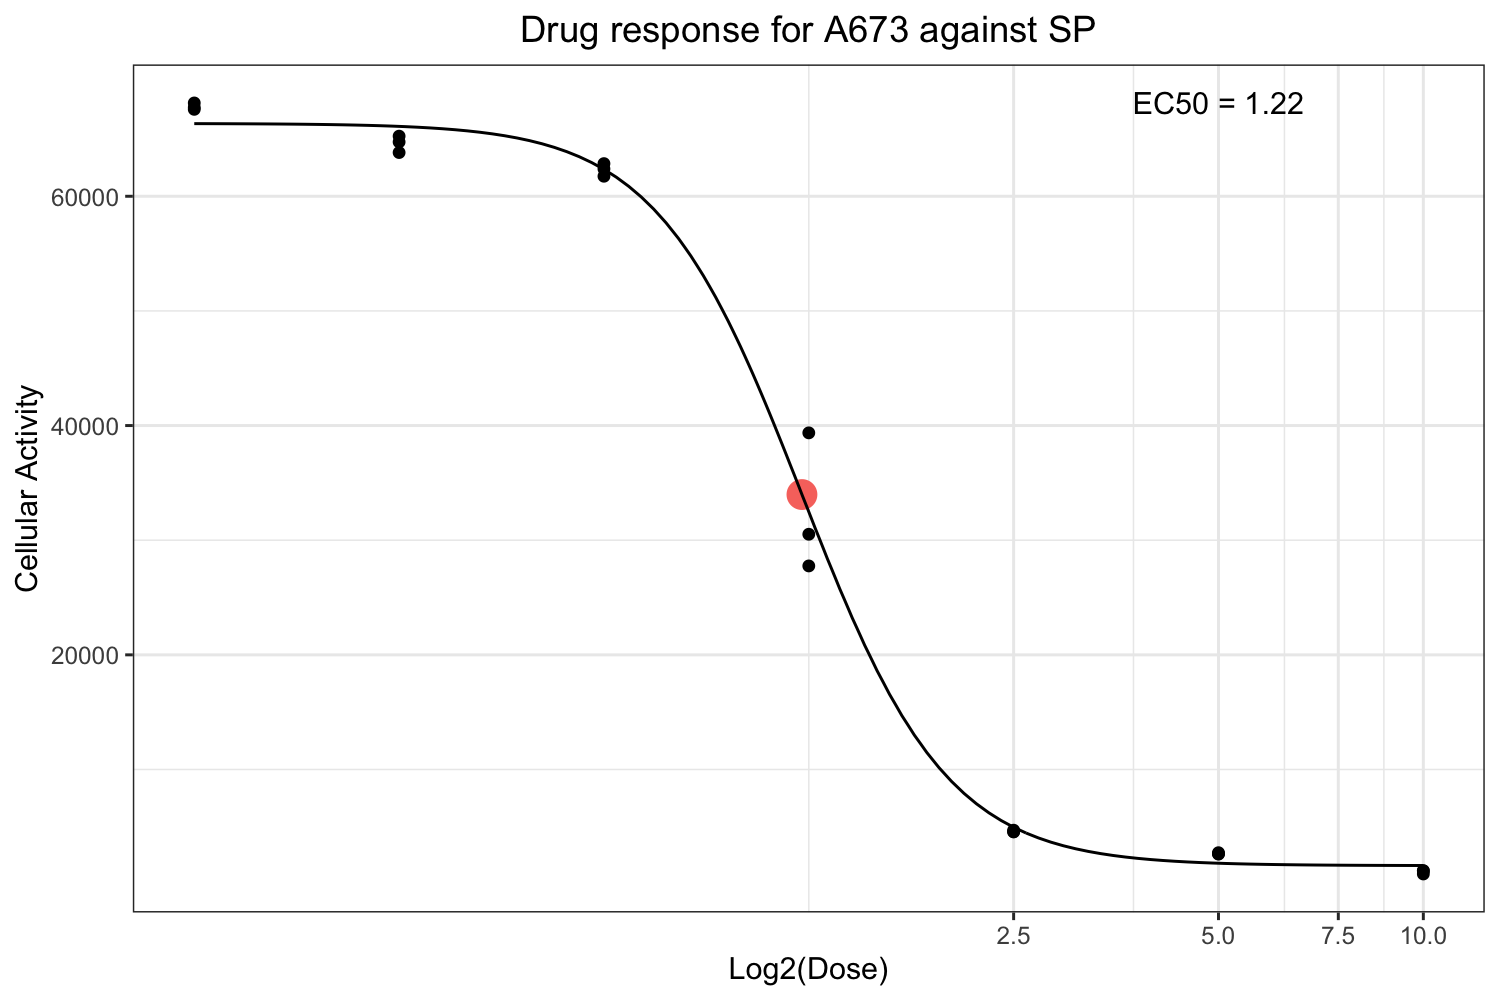 Drug response for A673 against SP
EC50 = 1.22
Cellular Activity
60000
40000
20000
2.5 5.0 7.5 10.0
Log2(Dose)